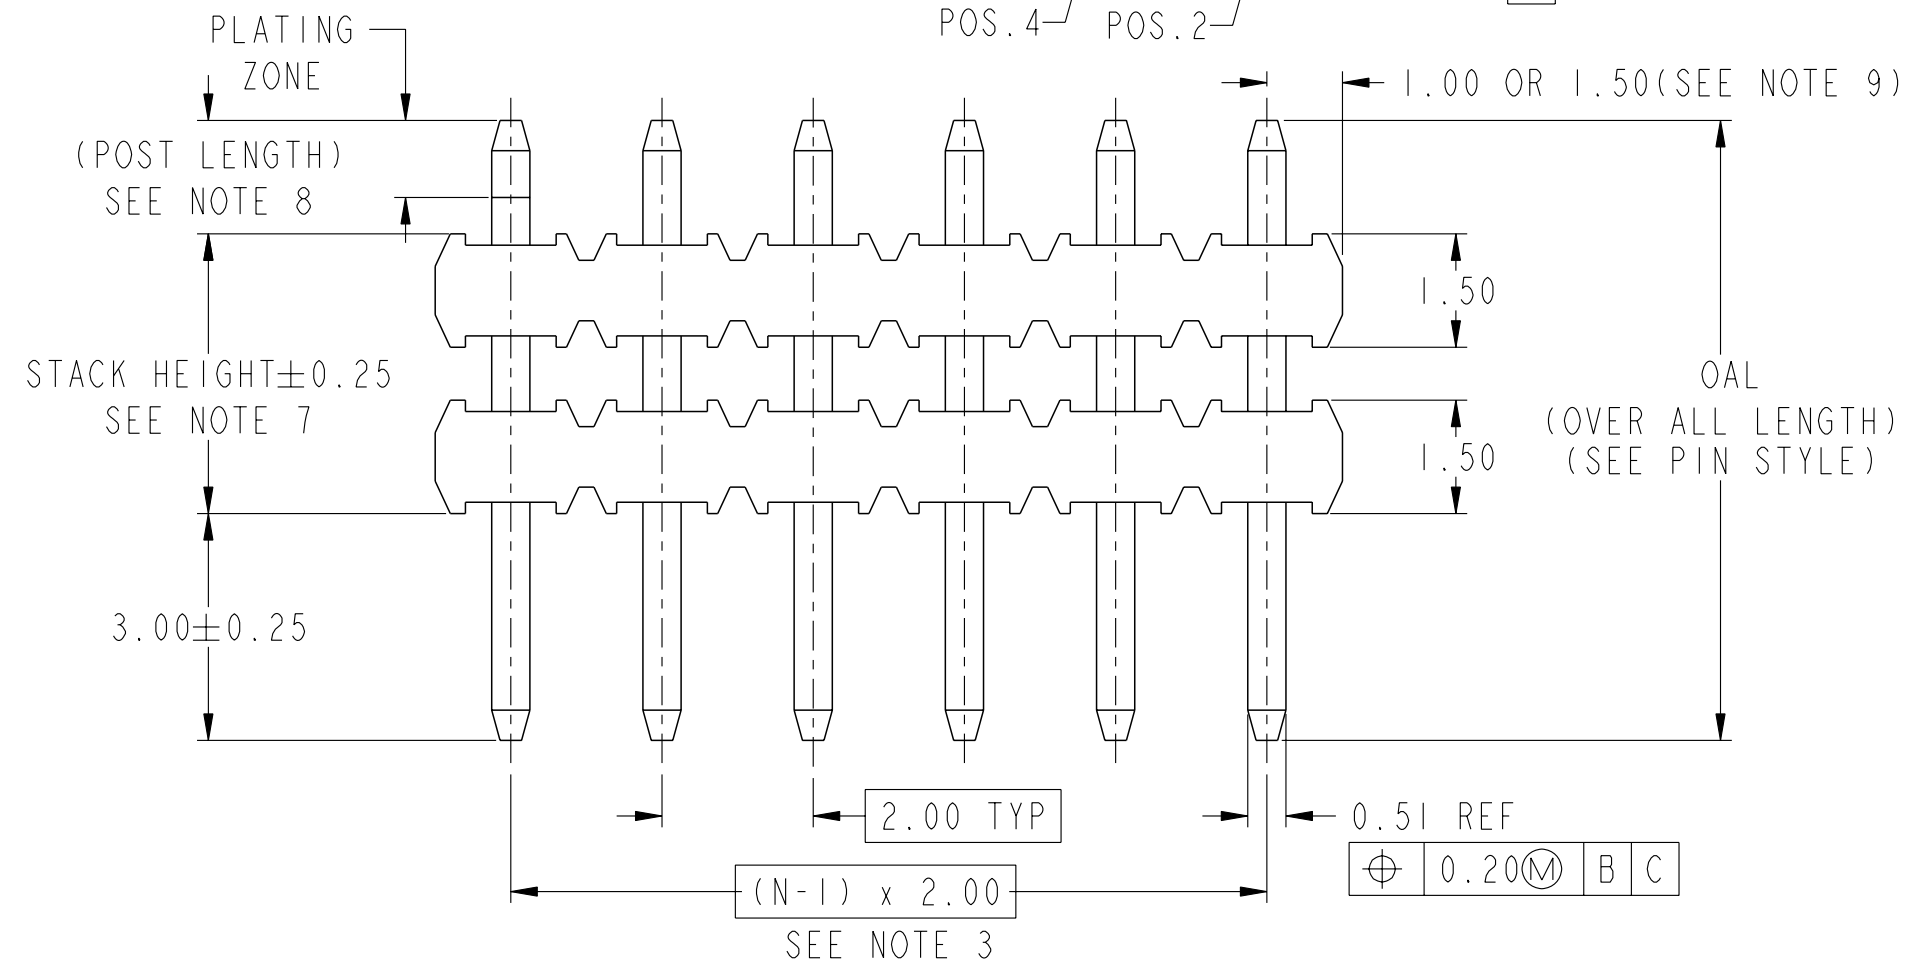 POS.4
POS.2
PLATING
ZONE
1.00 OR 1.50(SEE NOTE 9)
(POST LENGTH)
SEE NOTE 8
1.50
STACK HEIGHT±0.25
SEE NOTE 7
OAL
(OVER ALL LENGTH)
(SEE PIN STYLE)
1.50
3.00±0.25
2.00 TYP
0.51 REF
⌖ 0.20Ⓜ B C
(N-1) x 2.00
SEE NOTE 3